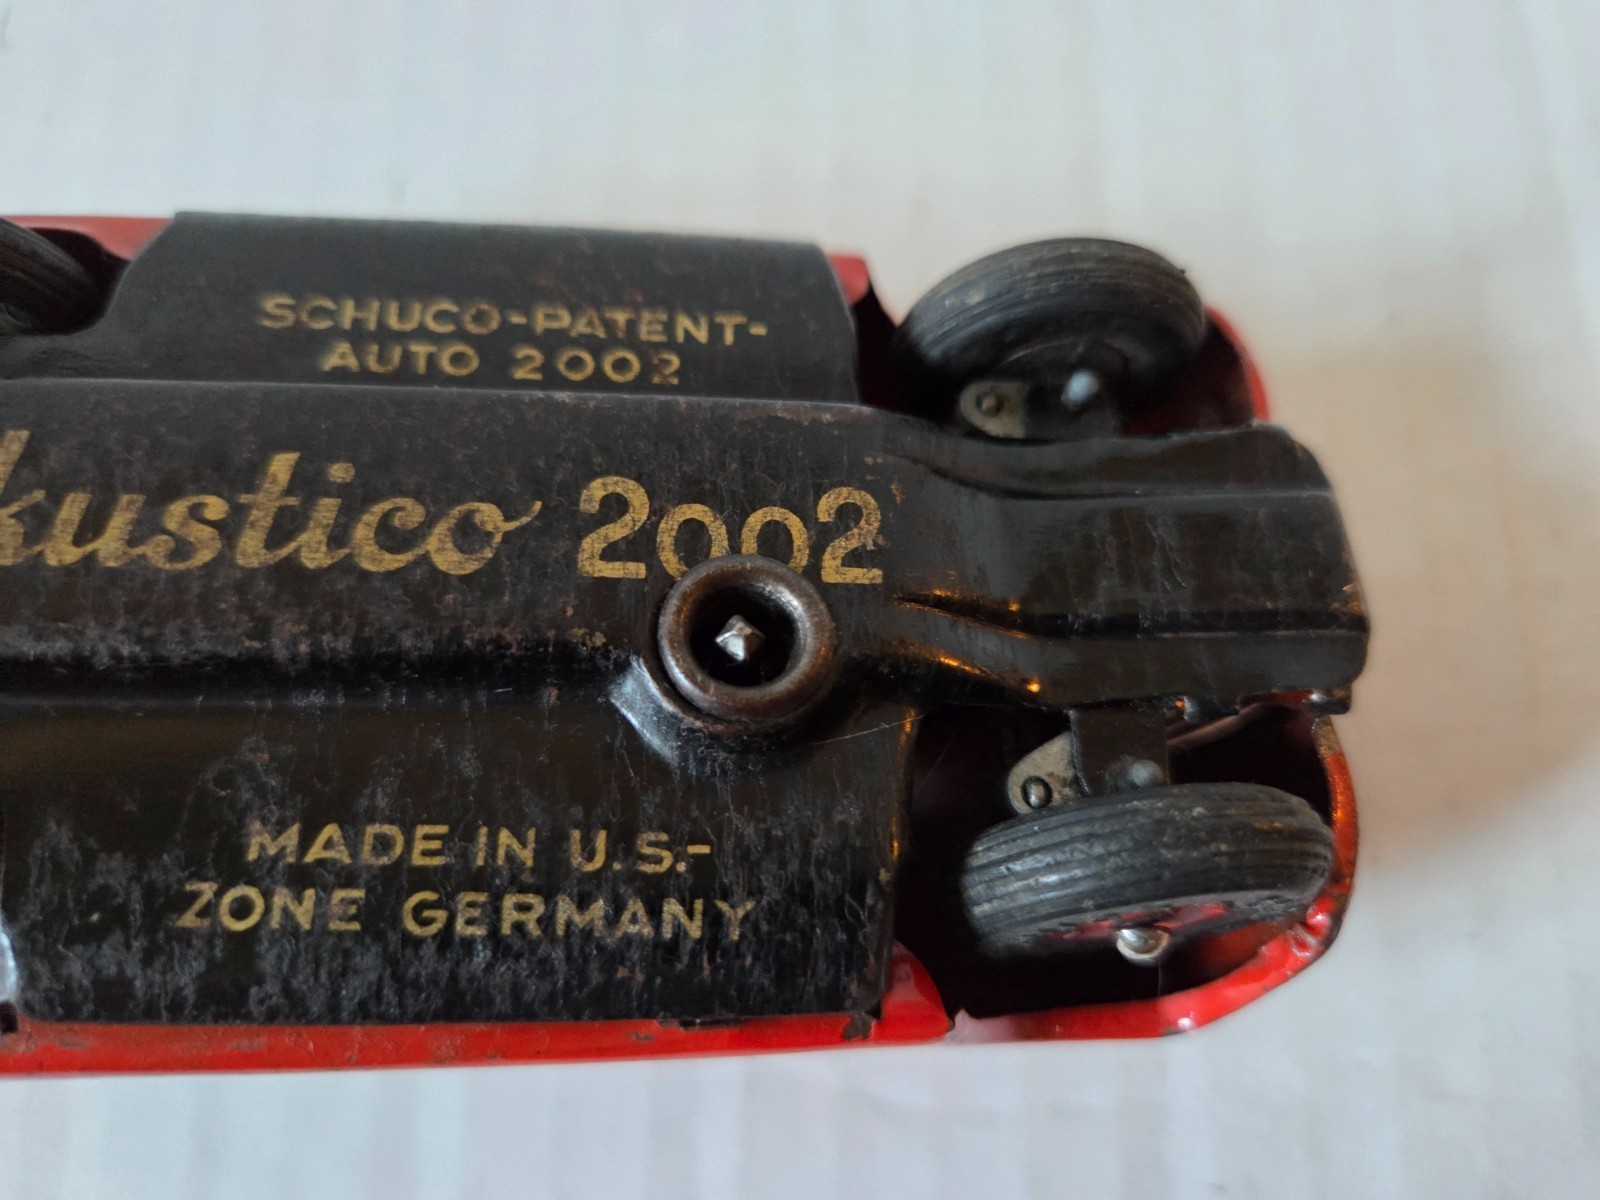 SCHUCO-PATENT-
AUTO 2002
kustico 2002
MADE IN U.S.-
ZONE GERMANY